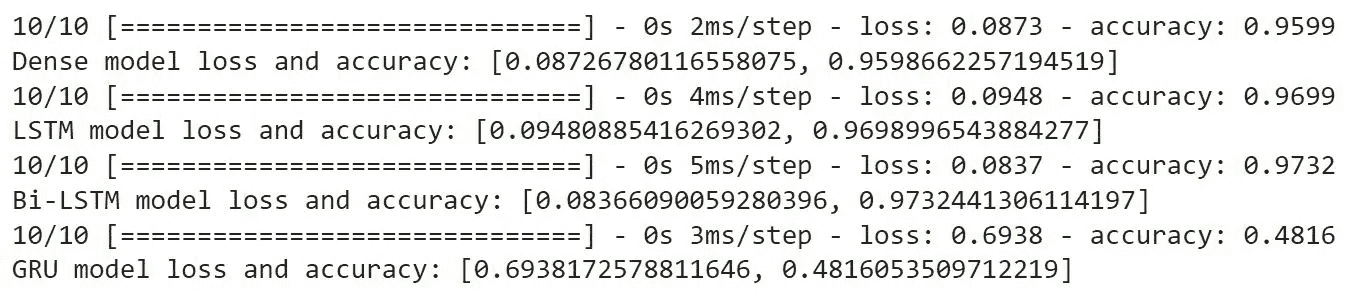 10/10 [==============================] - 0s 2ms/step - loss: 0.0873 - accuracy: 0.9599
Dense model loss and accuracy: [0.08726780116558075, 0.9598662257194519]
10/10 [==============================] - 0s 4ms/step - loss: 0.0948 - accuracy: 0.9699
LSTM model loss and accuracy: [0.09480885416269302, 0.9698996543884277]
10/10 [==============================] - 0s 5ms/step - loss: 0.0837 - accuracy: 0.9732
Bi-LSTM model loss and accuracy: [0.08366090059280396, 0.9732441306114197]
10/10 [==============================] - 0s 3ms/step - loss: 0.6938 - accuracy: 0.4816
GRU model loss and accuracy: [0.6938172578811646, 0.4816053509712219]